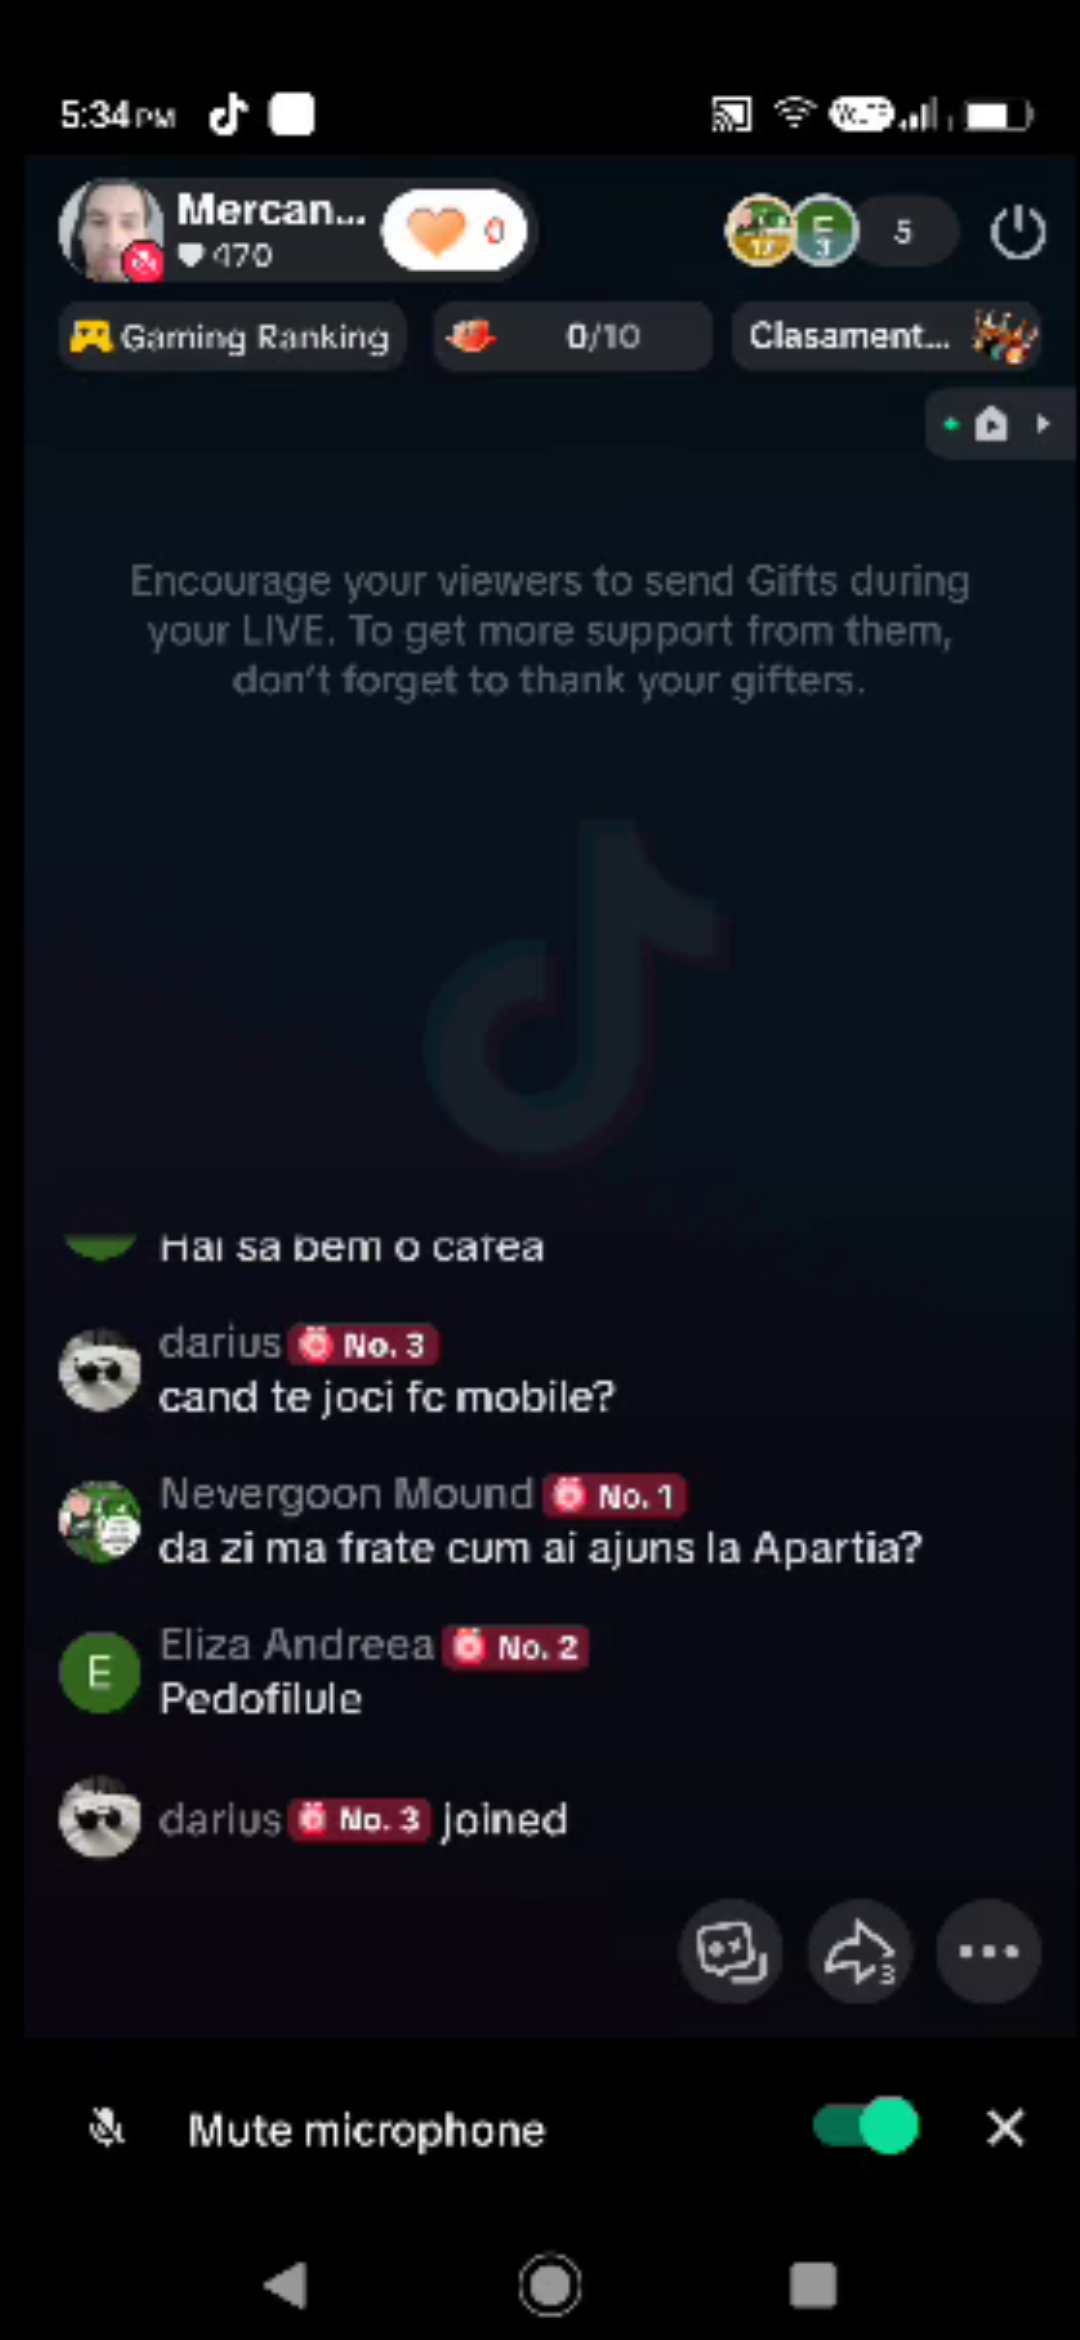 5:34 PM
Mercan...
470
0
5
Gaming Ranking
0/10
Clasament...
Encourage your viewers to send Gifts during
your LIVE. To get more support from them,
don't forget to thank your gifters.
Hai sa bem o cafea
darius No. 3
cand te joci fc mobile?
Nevergoon Mound No. 1
da zi ma frate cum ai ajuns la Apartia?
Eliza Andreea No. 2
E
Pedofilule
darius No. 3 joined
3
Mute microphone